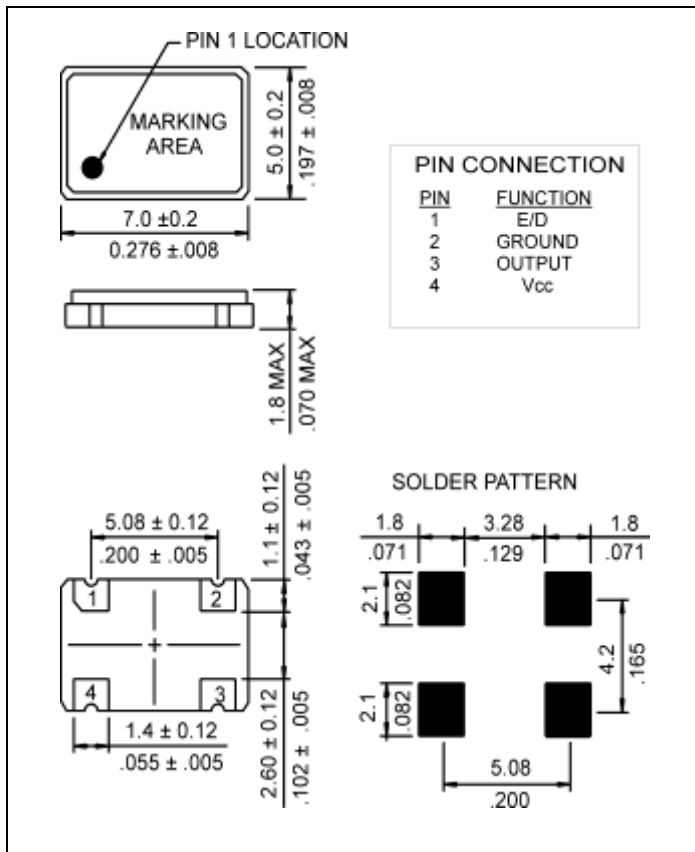 PIN 1 LOCATION
MARKING
AREA
5.0 ± 0.2
.197 ± .008
7.0 ±0.2
0.276 ±.008
PIN CONNECTION
PIN FUNCTION
1 E/D
2 GROUND
3 OUTPUT
4 Vcc
1.8 MAX
.070 MAX
5.08 ± 0.12
.200 ± .005
1.1 ± 0.12
.043 ± .005
1 2
4 3
1.4 ± 0.12
.055 ± .005
2.60 ± 0.12
.102 ± .005
SOLDER PATTERN
1.8 3.28 1.8
.071 .129 .071
2.1
.082
4.2
.165
2.1
.082
5.08
.200